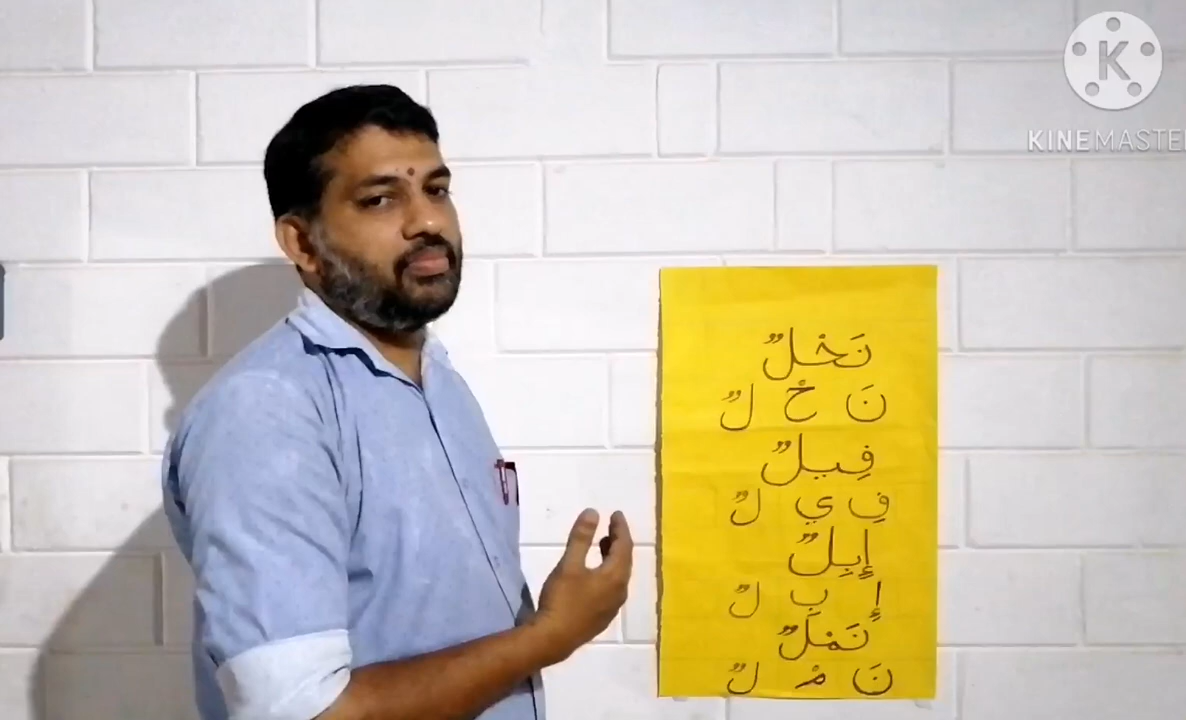 K
KINEMASTER
نَحْلٌ
نَ حْ لٌ
فِيلٌ
فِ ي لٌ
إِبِلٌ
إِ بِ لٌ
نَمْلٌ
نَ مْ لٌ